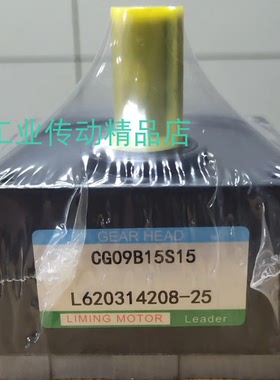 工业传动精品店
GEAR HEAD
CG09B15S15
L620314208-25
LIMING MOTOR Leader